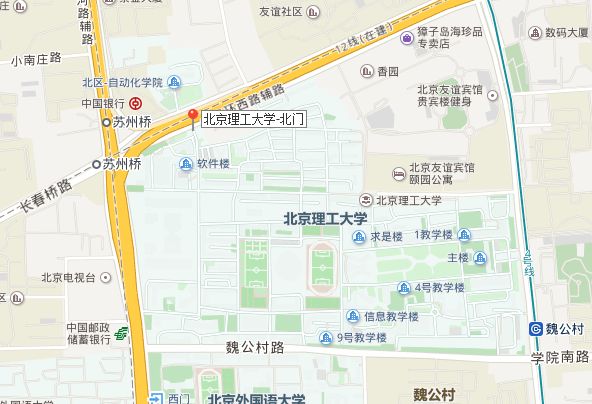 友谊社区
河路辅路
小南庄路
北区-自动化学院
中国银行
苏州桥
苏州桥
长春桥路
北京理工大学-北门
环西路辅路
12线(在建)
獐子岛海珍品
专卖店
数码大厦
香园
北京友谊宾馆
贵宾楼健身
软件楼
北京友谊宾馆
颐园公寓
北京理工大学
北京理工大学
求是楼
1教学楼
主楼
4号线
4号教学楼
信息教学楼
9号教学楼
北京电视台
区
中国邮政
储蓄银行
魏公村路
魏公村
学院南路
西门
北京外国语大学
魏公村
国语大学